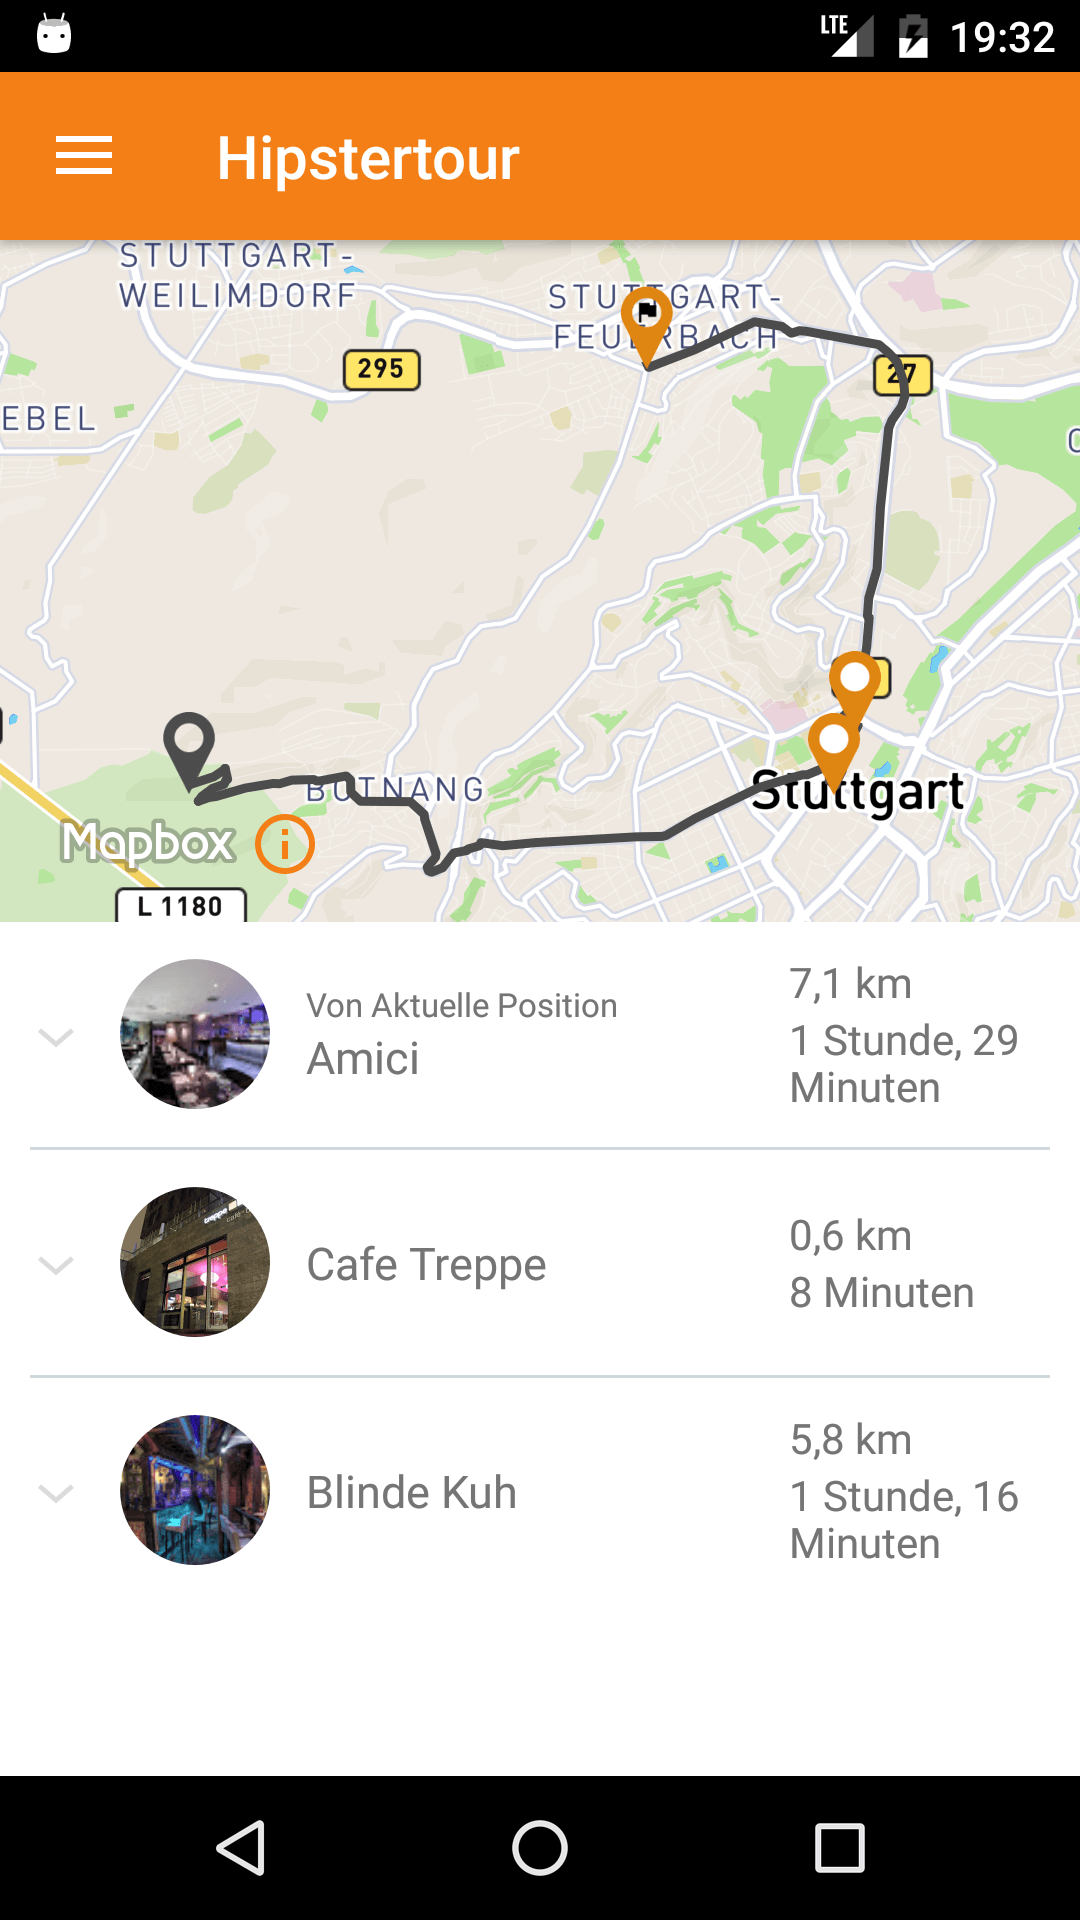 LTE 19:32
Hipstertour
STUTTGART-
WEILIMDORF
STUTTGART-
FEUERBACH
295
27
EBEL
Stuttgart
BOTNANG
Mapbox
L 1180
Von Aktuelle Position
Amici
7,1 km
1 Stunde, 29
Minuten
treppe
Cafe Treppe
0,6 km
8 Minuten
Blinde Kuh
5,8 km
1 Stunde, 16
Minuten